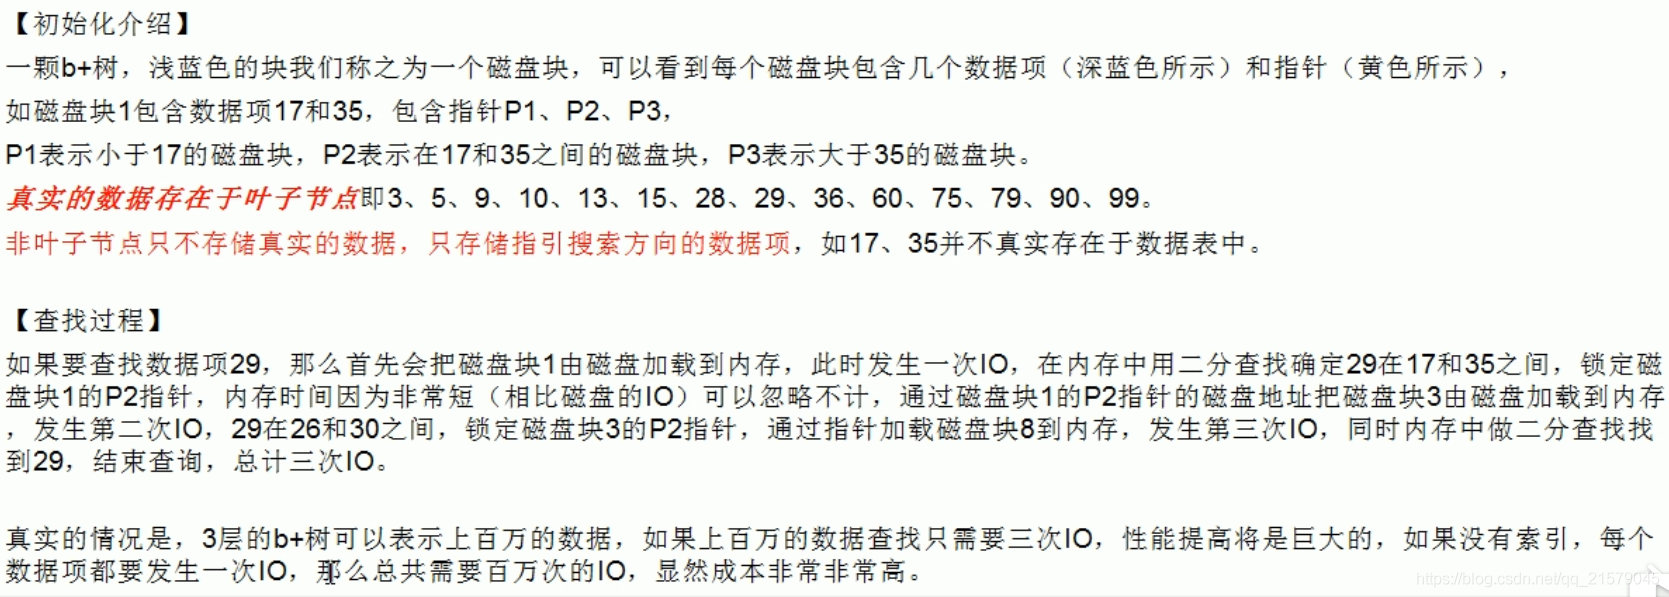 【初始化介绍】
一颗b+树，浅蓝色的块我们称之为一个磁盘块，可以看到每个磁盘块包含几个数据项（深蓝色所示）和指针（黄色所示），
如磁盘块1包含数据项17和35，包含指针P1、P2、P3，
P1表示小于17的磁盘块，P2表示在17和35之间的磁盘块，P3表示大于35的磁盘块。
真实的数据存在于叶子节点即3、5、9、10、13、15、28、29、36、60、75、79、90、99。
非叶子节点只不存储真实的数据，只存储指引搜索方向的数据项，如17、35并不真实存在于数据表中。
【查找过程】
如果要查找数据项29，那么首先会把磁盘块1由磁盘加载到内存，此时发生一次IO，在内存中用二分查找确定29在17和35之间，锁定磁
盘块1的P2指针，内存时间因为非常短（相比磁盘的IO）可以忽略不计，通过磁盘块1的P2指针的磁盘地址把磁盘块3由磁盘加载到内存
，发生第二次IO，29在26和30之间，锁定磁盘块3的P2指针，通过指针加载磁盘块8到内存，发生第三次IO，同时内存中做二分查找找
到29，结束查询，总计三次IO。
真实的情况是，3层的b+树可以表示上百万的数据，如果上百万的数据查找只需要三次IO，性能提高将是巨大的，如果没有索引，每个
数据项都要发生一次IO，那么总共需要百万次的IO，显然成本非常非常高。
https://blog.csdn.net/qq_21579045